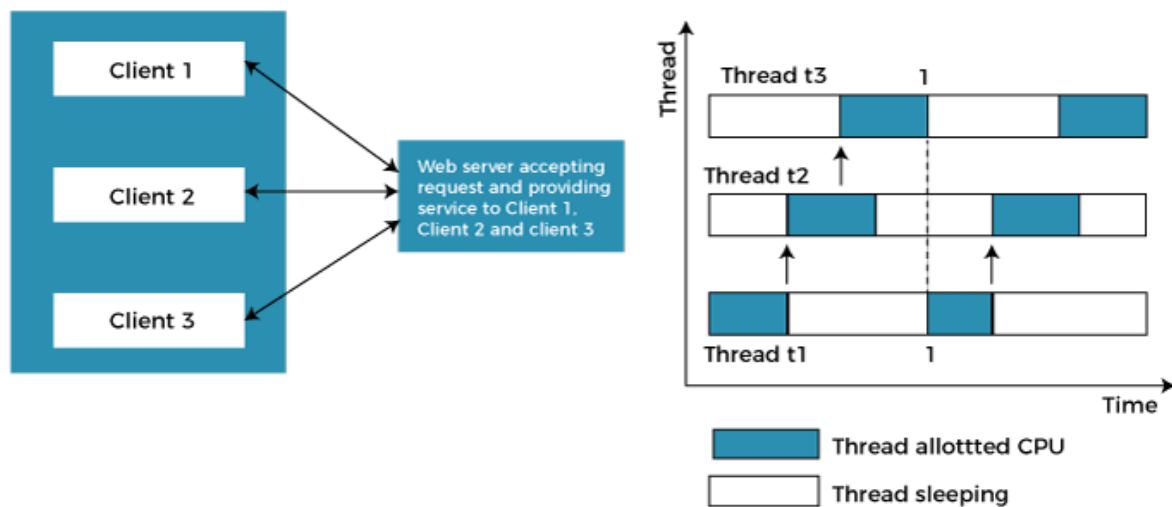 Client 1
Client 2
Client 3
Web server accepting
request and providing
service to Client 1,
Client 2 and client 3
Thread
Thread t3
1
Thread t2
Thread t1
1
Time
Thread allottted CPU
Thread sleeping